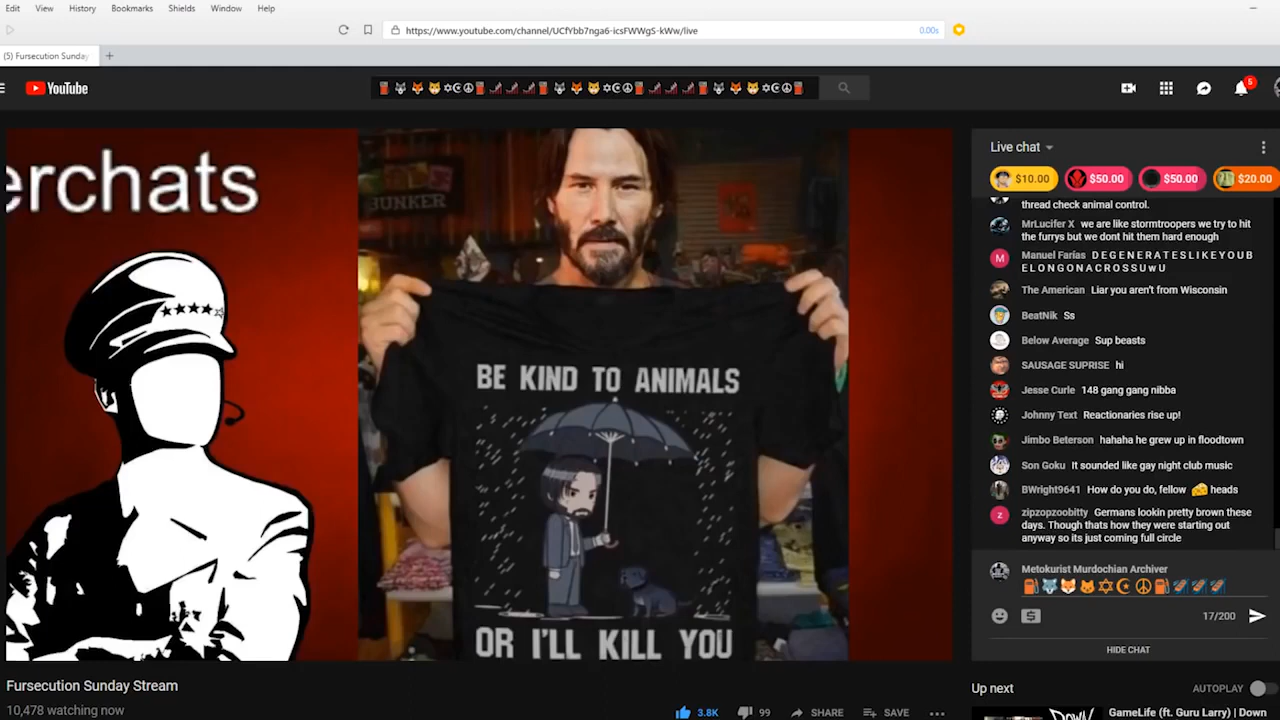 Edit View History Bookmarks Shields Window Help
https://www.youtube.com/channel/UCfYbb7nga6-icsFWWgS-kWw/live 0.00s
(5) Fursecution Sunday
YouTube
5
erchats
BUNKER
BE KIND TO ANIMALS
OR I'LL KILL YOU
Live chat
$10.00 $50.00 $50.00 $20.00
thread check animal control.
MrLucifer X we are like stormtroopers we try to hit
the furrys but we dont hit them hard enough
Manuel Farías D E G E N E R A T E S L I K E Y O U B
E L O N G O N A C R O S S U w U
The American Liar you aren't from Wisconsin
BeatNik Ss
Below Average Sup beasts
SAUSAGE SUPRISE hi
Jesse Curle 148 gang gang nibba
Johnny Text Reactionaries rise up!
Jimbo Beterson hahaha he grew up in floodtown
Son Goku It sounded like gay night club music
BWright9641 How do you do, fellow 🧀 heads
zipzopzoobitty Germans lookin pretty brown these
days. Though thats how they were starting out
anyway so its just coming full circle
Metokurist Murdochian Archiver
17/200
HIDE CHAT
Fursecution Sunday Stream
10,478 watching now
3.8K 99 SHARE SAVE
Up next AUTOPLAY
DOWN
GameLife (ft. Guru Larry) | Down